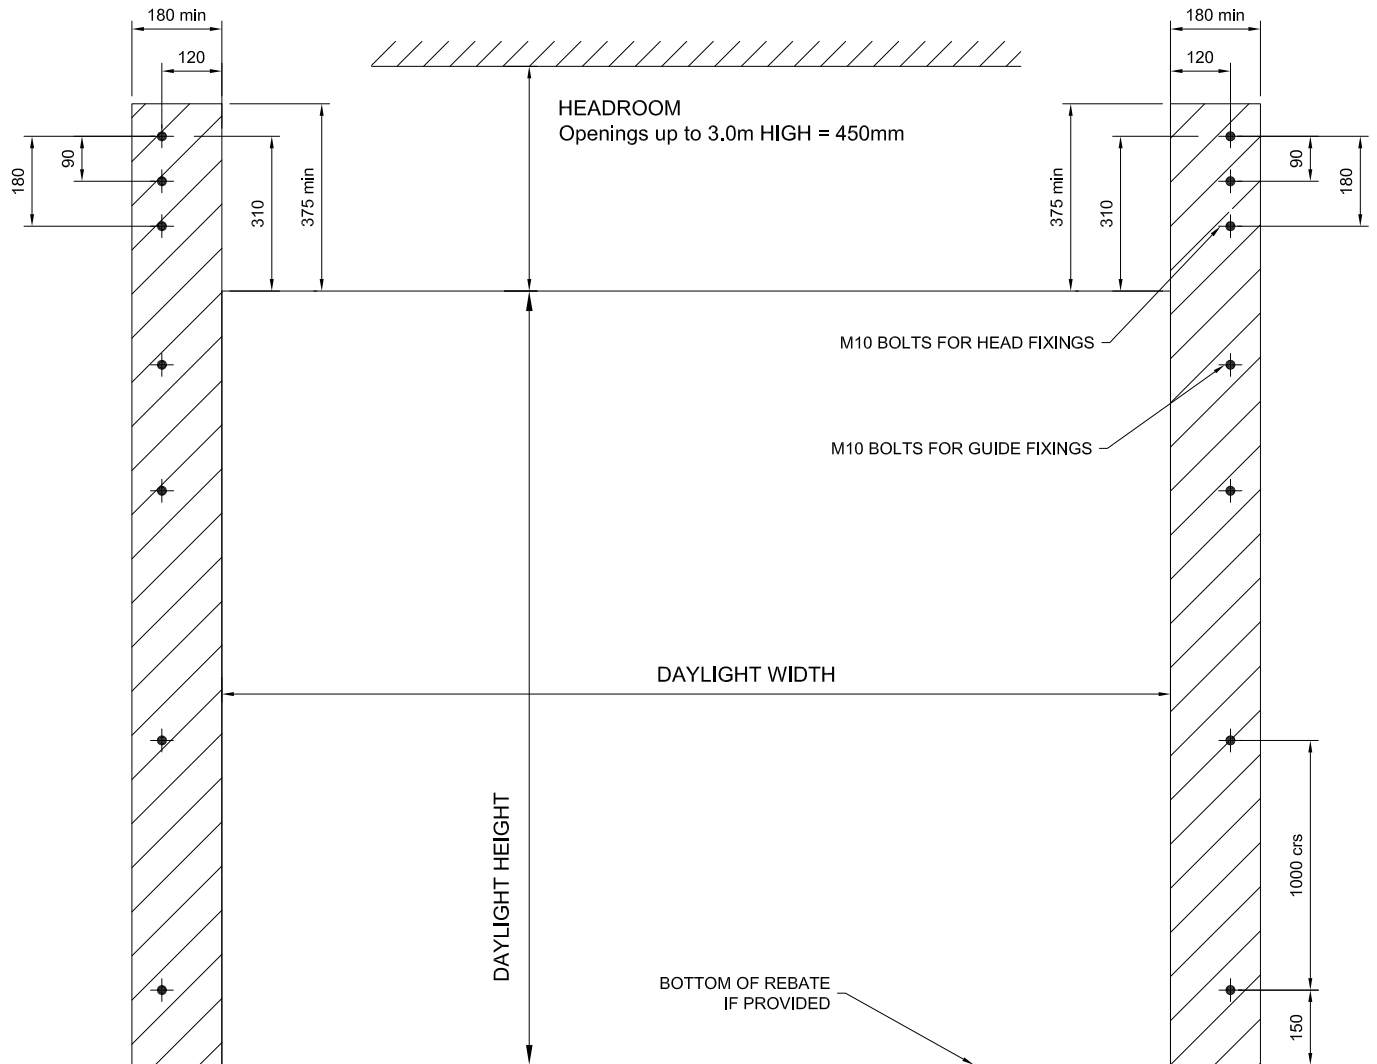 180 min
180 min
120
120
HEADROOM
Openings up to 3.0m HIGH = 450mm
180
90
310
375 min
375 min
310
90
180
M10 BOLTS FOR HEAD FIXINGS
M10 BOLTS FOR GUIDE FIXINGS
DAYLIGHT WIDTH
DAYLIGHT HEIGHT
1000 crs
BOTTOM OF REBATE
IF PROVIDED
150